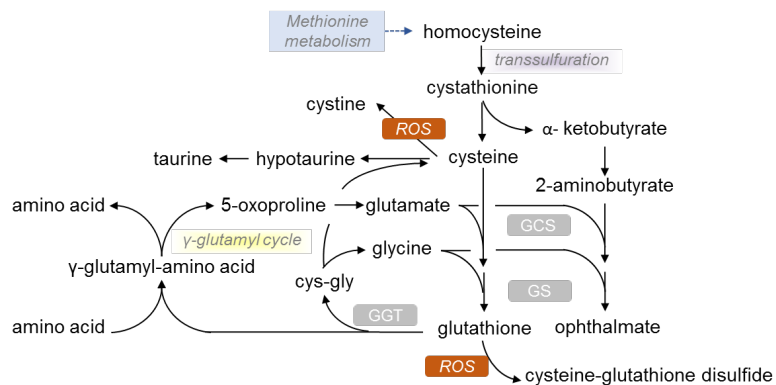 Methionine
metabolism
homocysteine
transsulfuration
cystathionine
cystine
ROS
α- ketobutyrate
taurine
hypotaurine
cysteine
2-aminobutyrate
amino acid
5-oxoproline
glutamate
GCS
γ-glutamyl cycle
glycine
γ-glutamyl-amino acid
cys-gly
GS
amino acid
GGT
glutathione
ophthalmate
ROS
cysteine-glutathione disulfide